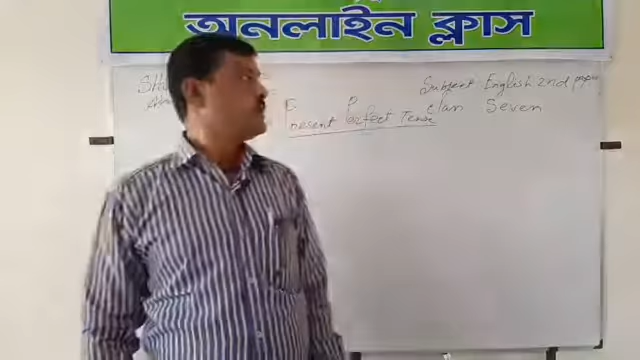 অনলাইন ক্লাস
Subject English 2nd paper
Class Seven
Present Perfect Tense